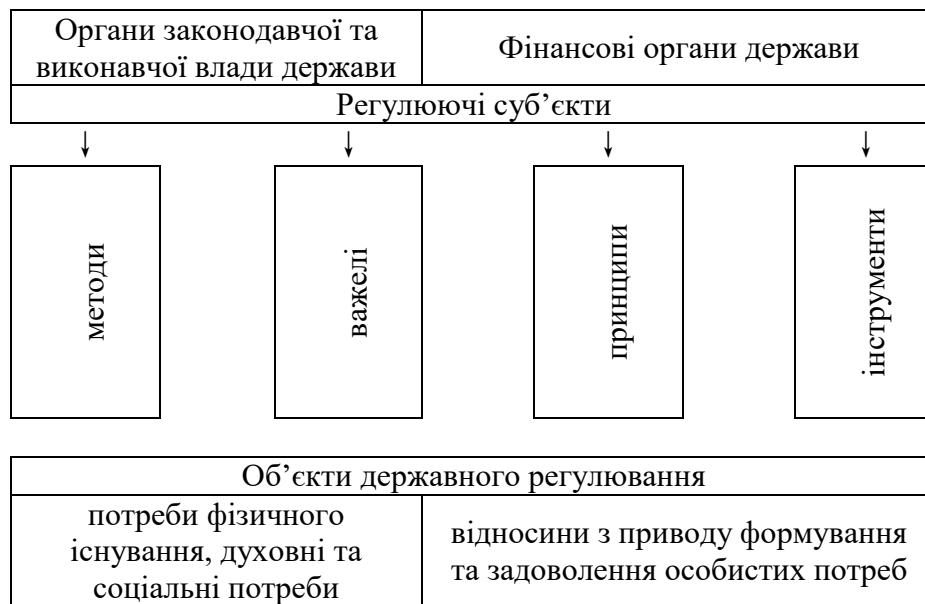 Органи законодавчої та
виконавчої влади держави
Фінансові органи держави
Регулюючі суб’єкти
методи
важелі
принципи
інструменти
Об’єкти державного регулювання
потреби фізичного
існування, духовні та
соціальні потреби
відносини з приводу формування
та задоволення особистих потреб